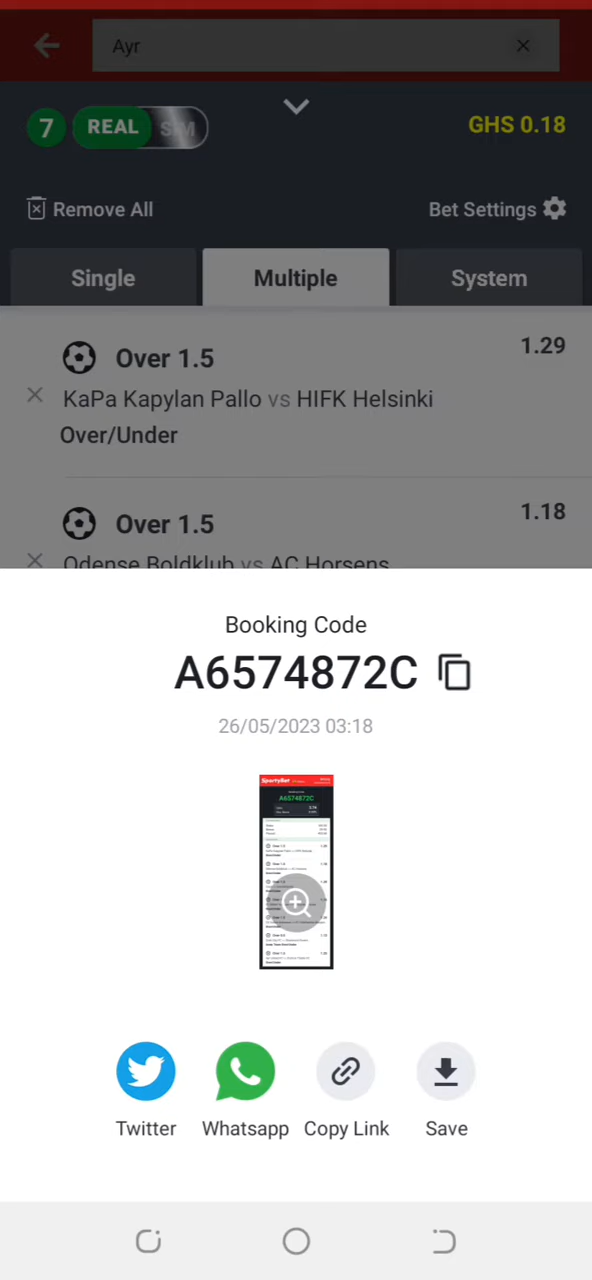 Ayr
7 REAL SIM GHS 0.18
Remove All Bet Settings
Single Multiple System
Over 1.5 1.29
KaPa Kapylan Pallo vs HIFK Helsinki
Over/Under
Over 1.5 1.18
Odense Boldklub vs AC Horsens
Booking Code
A6574872C
26/05/2023 03:18
SportyBet
A6574872C
Twitter Whatsapp Copy Link Save